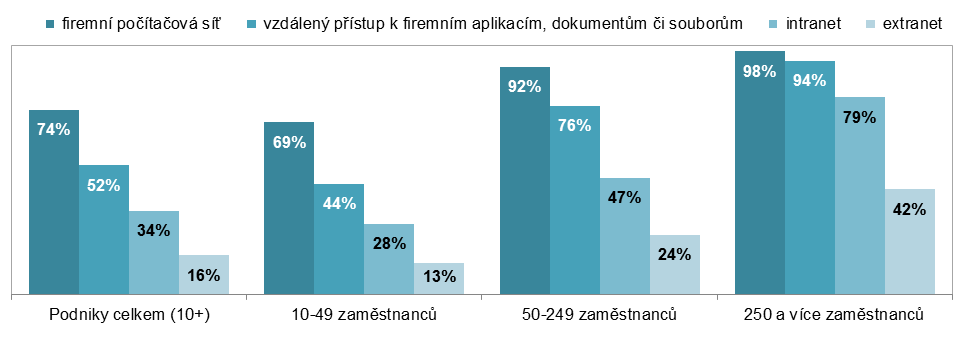 firemní počítačová síť vzdálený přístup k firemním aplikacím, dokumentům či souborům intranet extranet
74% 52% 34% 16%
69% 44% 28% 13%
92% 76% 47% 24%
98% 94% 79% 42%
Podniky celkem (10+) 10-49 zaměstnanců 50-249 zaměstnanců 250 a více zaměstnanců